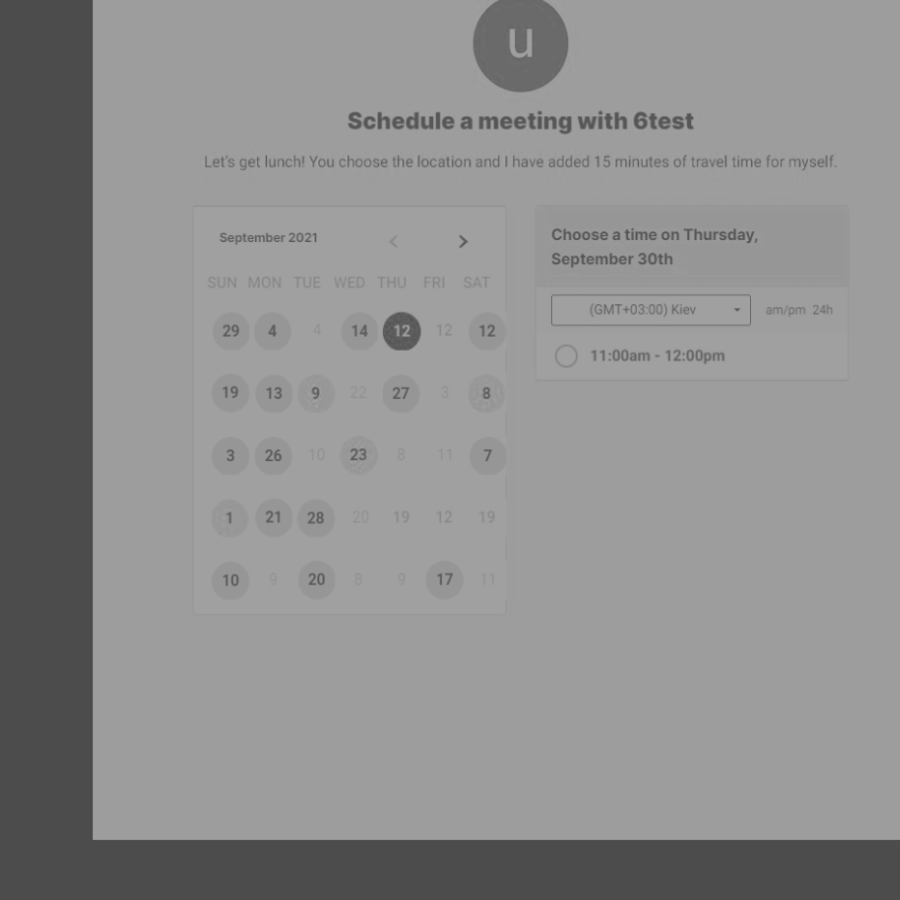 u
Schedule a meeting with 6test
Let's get lunch! You choose the location and I have added 15 minutes of travel time for myself.
September 2021
SUN MON TUE WED THU FRI SAT
29 4 4 14 12 12 12
19 13 9 22 27 3 8
3 26 10 23 8 11 7
1 21 28 20 19 12 19
10 9 20 8 9 17 11
Choose a time on Thursday,
September 30th
(GMT+03:00) Kiev am/pm 24h
11:00am - 12:00pm